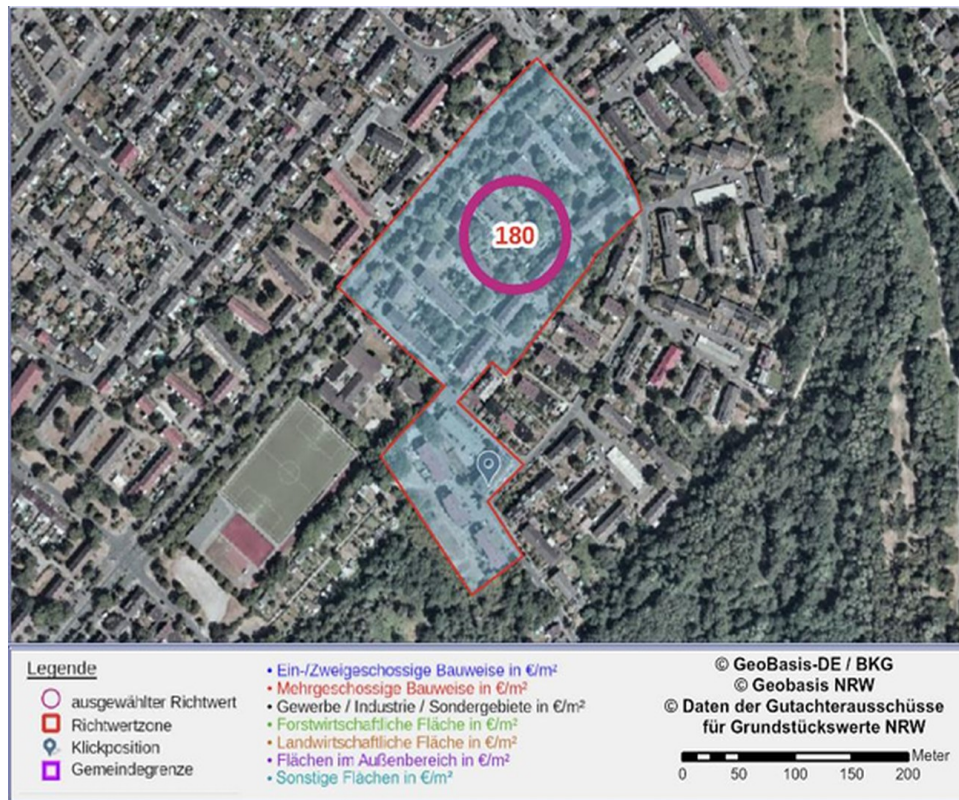 180
Legende
ausgewählter Richtwert
Richtwertzone
Klickposition
Gemeindegrenze
• Ein-/Zweigeschossige Bauweise in €/m²
• Mehrgeschossige Bauweise in €/m²
• Gewerbe / Industrie / Sondergebiete in €/m²
• Forstwirtschaftliche Fläche in €/m²
• Landwirtschaftliche Fläche in €/m²
• Flächen im Außenbereich in €/m²
• Sonstige Flächen in €/m²
© GeoBasis-DE / BKG
© Geobasis NRW
© Daten der Gutachterausschüsse
für Grundstückswerte NRW
Meter
0 50 100 150 200